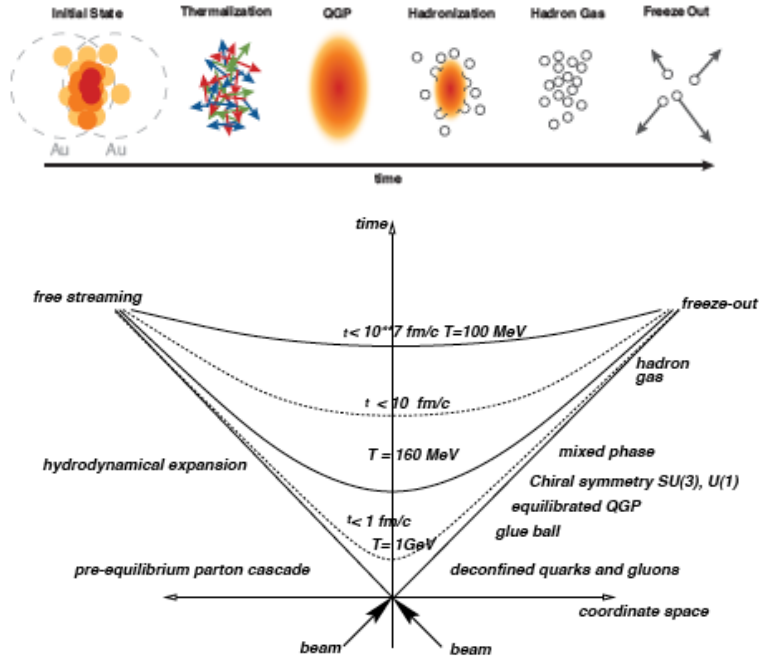 Initial State Thermalization QGP Hadronization Hadron Gas Freeze Out
Au Au
time
time
free streaming
freeze-out
t < 10**7 fm/c T=100 MeV
hadron
gas
t < 10 fm/c
mixed phase
T = 160 MeV
hydrodynamical expansion
Chiral symmetry SU(3), U(1)
equilibrated QGP
t < 1 fm/c
glue ball
T= 1GeV
pre-equilibrium parton cascade
deconfined quarks and gluons
coordinate space
beam
beam